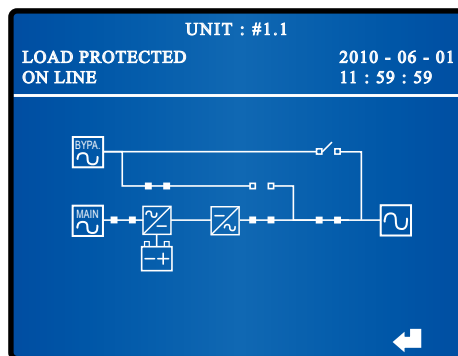 UNIT : #1.1
LOAD PROTECTED
2010 - 06 - 01
ON LINE
11 : 59 : 59
BYPA.
MAIN